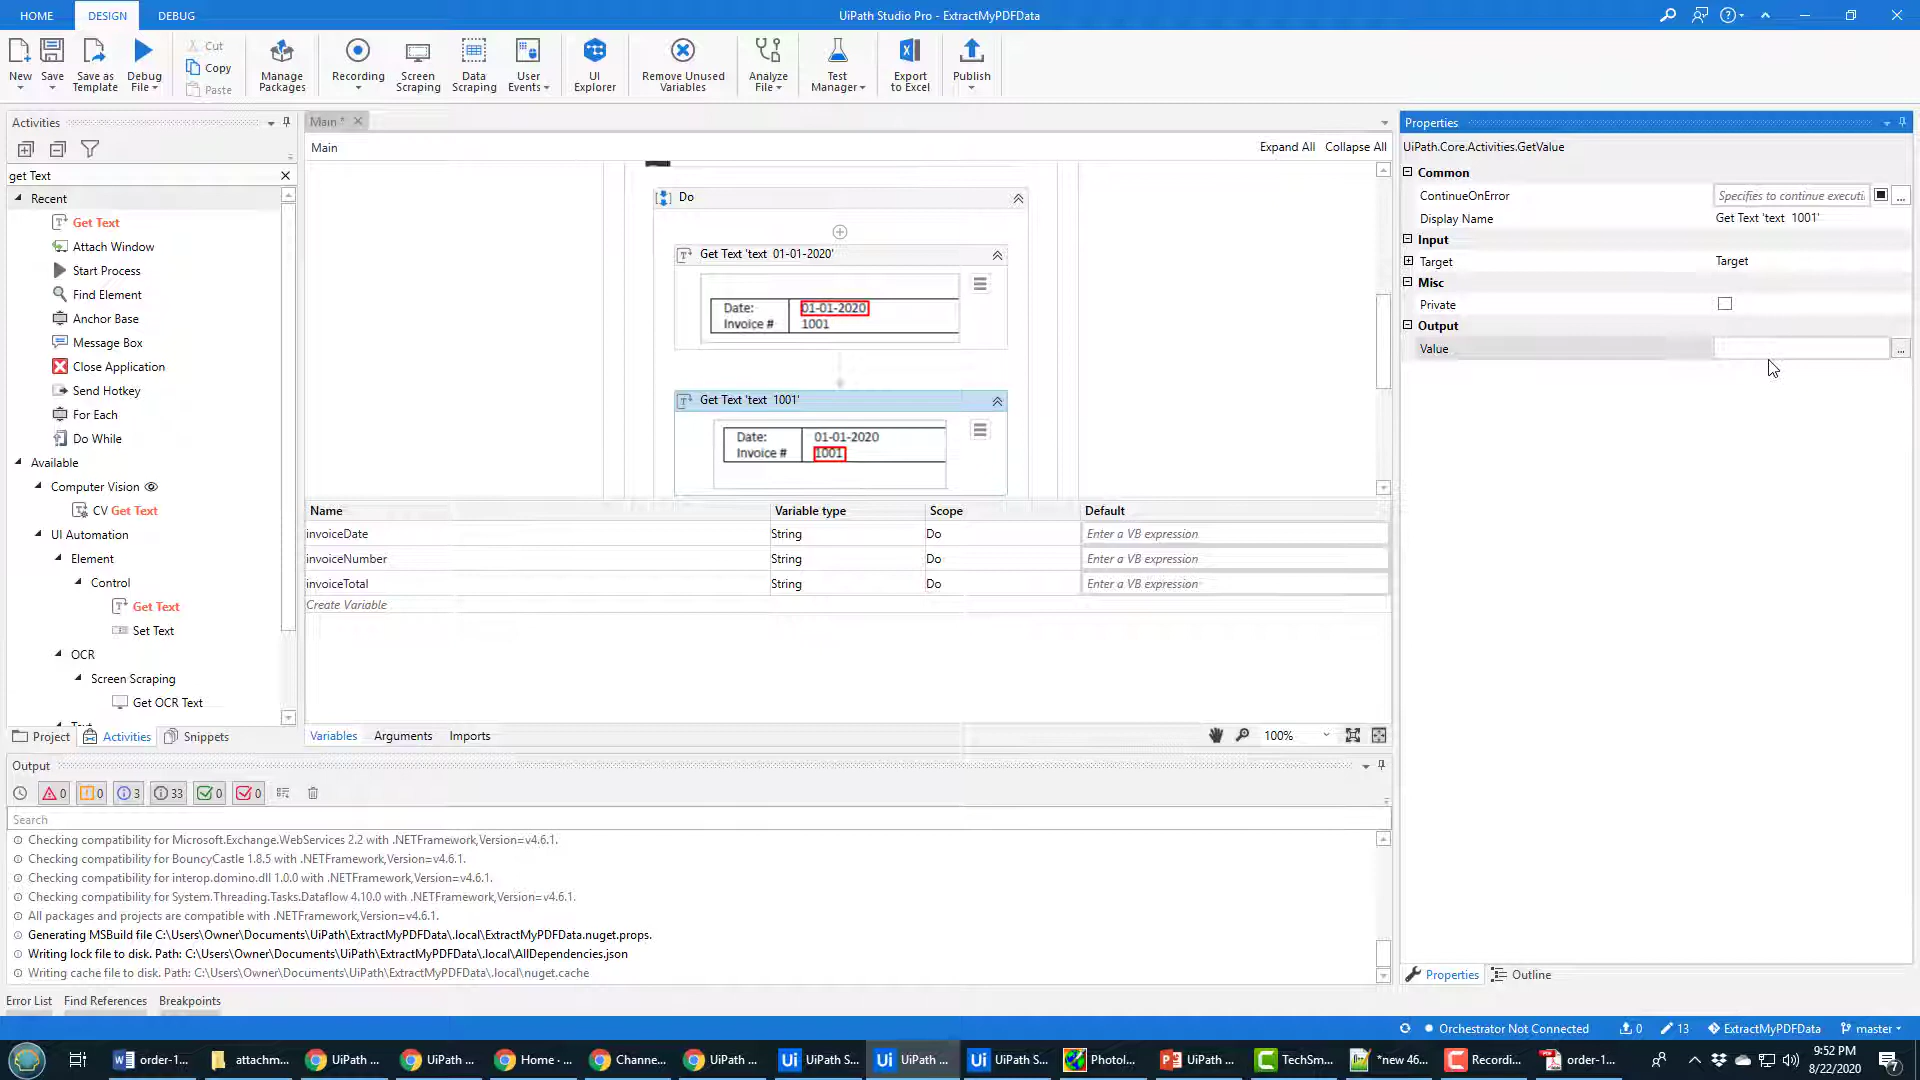 HOME DESIGN DEBUG UiPath Studio Pro - ExtractMyPDFData
New Save Save as Template Debug File Cut Copy Paste Manage Packages Recording Screen Scraping Data Scraping User Events UI Explorer Remove Unused Variables Analyze File Test Manager Export to Excel Publish
Activities
get Text
Recent
Get Text
Attach Window
Start Process
Find Element
Anchor Base
Message Box
Close Application
Send Hotkey
For Each
Do While
Available
Computer Vision
CV Get Text
UI Automation
Element
Control
Get Text
Set Text
OCR
Screen Scraping
Get OCR Text
Text
Project Activities Snippets
Main *
Main Expand All Collapse All
Do
Get Text 'text 01-01-2020'
Date: 01-01-2020
Invoice # 1001
Get Text 'text 1001'
Date: 01-01-2020
Invoice # 1001
Name Variable type Scope Default
invoiceDate String Do Enter a VB expression
invoiceNumber String Do Enter a VB expression
invoiceTotal String Do Enter a VB expression
Create Variable
Variables Arguments Imports 100%
Properties
UiPath.Core.Activities.GetValue
Common
ContinueOnError Specifies to continue executi ...
Display Name Get Text 'text 1001'
Input
Target Target
Misc
Private
Output
Value ...
Properties Outline
Output
0 0 3 33 0 0
Search
Checking compatibility for Microsoft.Exchange.WebServices 2.2 with .NETFramework,Version=v4.6.1.
Checking compatibility for BouncyCastle 1.8.5 with .NETFramework,Version=v4.6.1.
Checking compatibility for interop.domino.dll 1.0.0 with .NETFramework,Version=v4.6.1.
Checking compatibility for System.Threading.Tasks.Dataflow 4.10.0 with .NETFramework,Version=v4.6.1.
All packages and projects are compatible with .NETFramework,Version=v4.6.1.
Generating MSBuild file C:\Users\Owner\Documents\UiPath\ExtractMyPDFData\.local\ExtractMyPDFData.nuget.props.
Writing lock file to disk. Path: C:\Users\Owner\Documents\UiPath\ExtractMyPDFData\.local\AllDependencies.json
Writing cache file to disk. Path: C:\Users\Owner\Documents\UiPath\ExtractMyPDFData\.local\nuget.cache
Error List Find References Breakpoints
Orchestrator Not Connected 0 13 ExtractMyPDFData master
order-1... attachm... UiPath ... UiPath ... Home - ... Channe... UiPath ... UiPath S... UiPath ... UiPath S... Photol... UiPath ... TechSm... *new 46... Recordi... order-1...
9:52 PM
8/22/2020
7